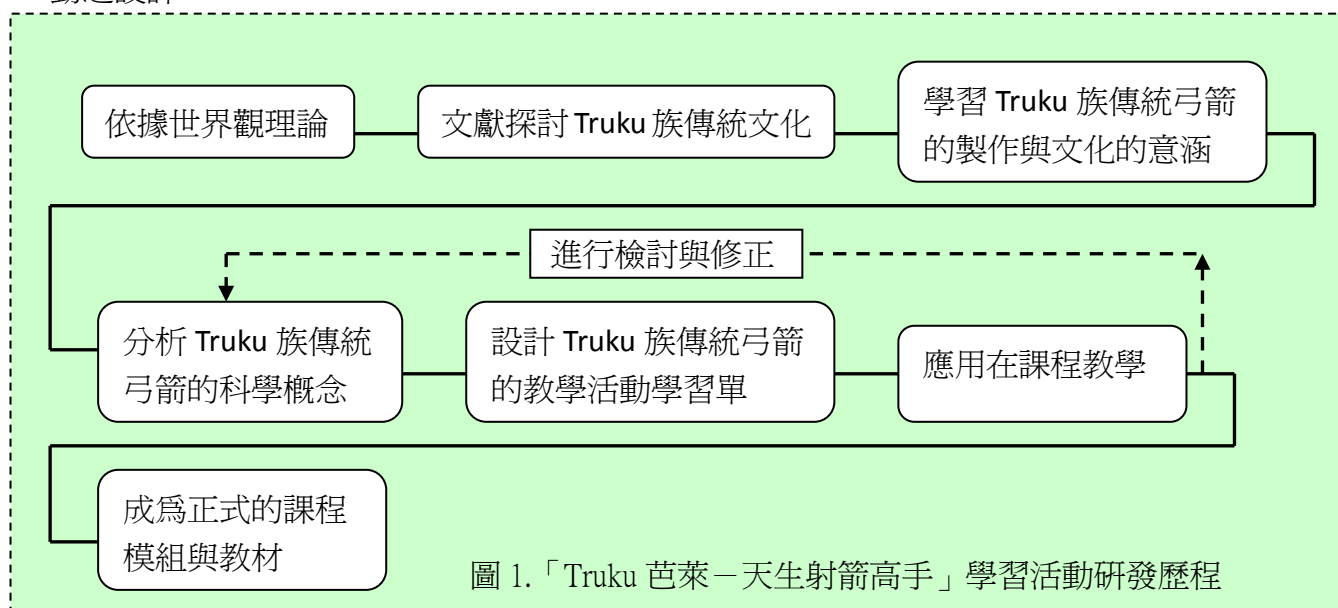 依據世界觀理論
文獻探討 Truku 族傳統文化
學習 Truku 族傳統弓箭
的製作與文化的意涵
進行檢討與修正
分析 Truku 族傳統
弓箭的科學概念
設計 Truku 族傳統弓箭
的教學活動學習單
應用在課程教學
成為正式的課程
模組與教材
圖 1.「Truku 芭萊－天生射箭高手」學習活動研發歷程